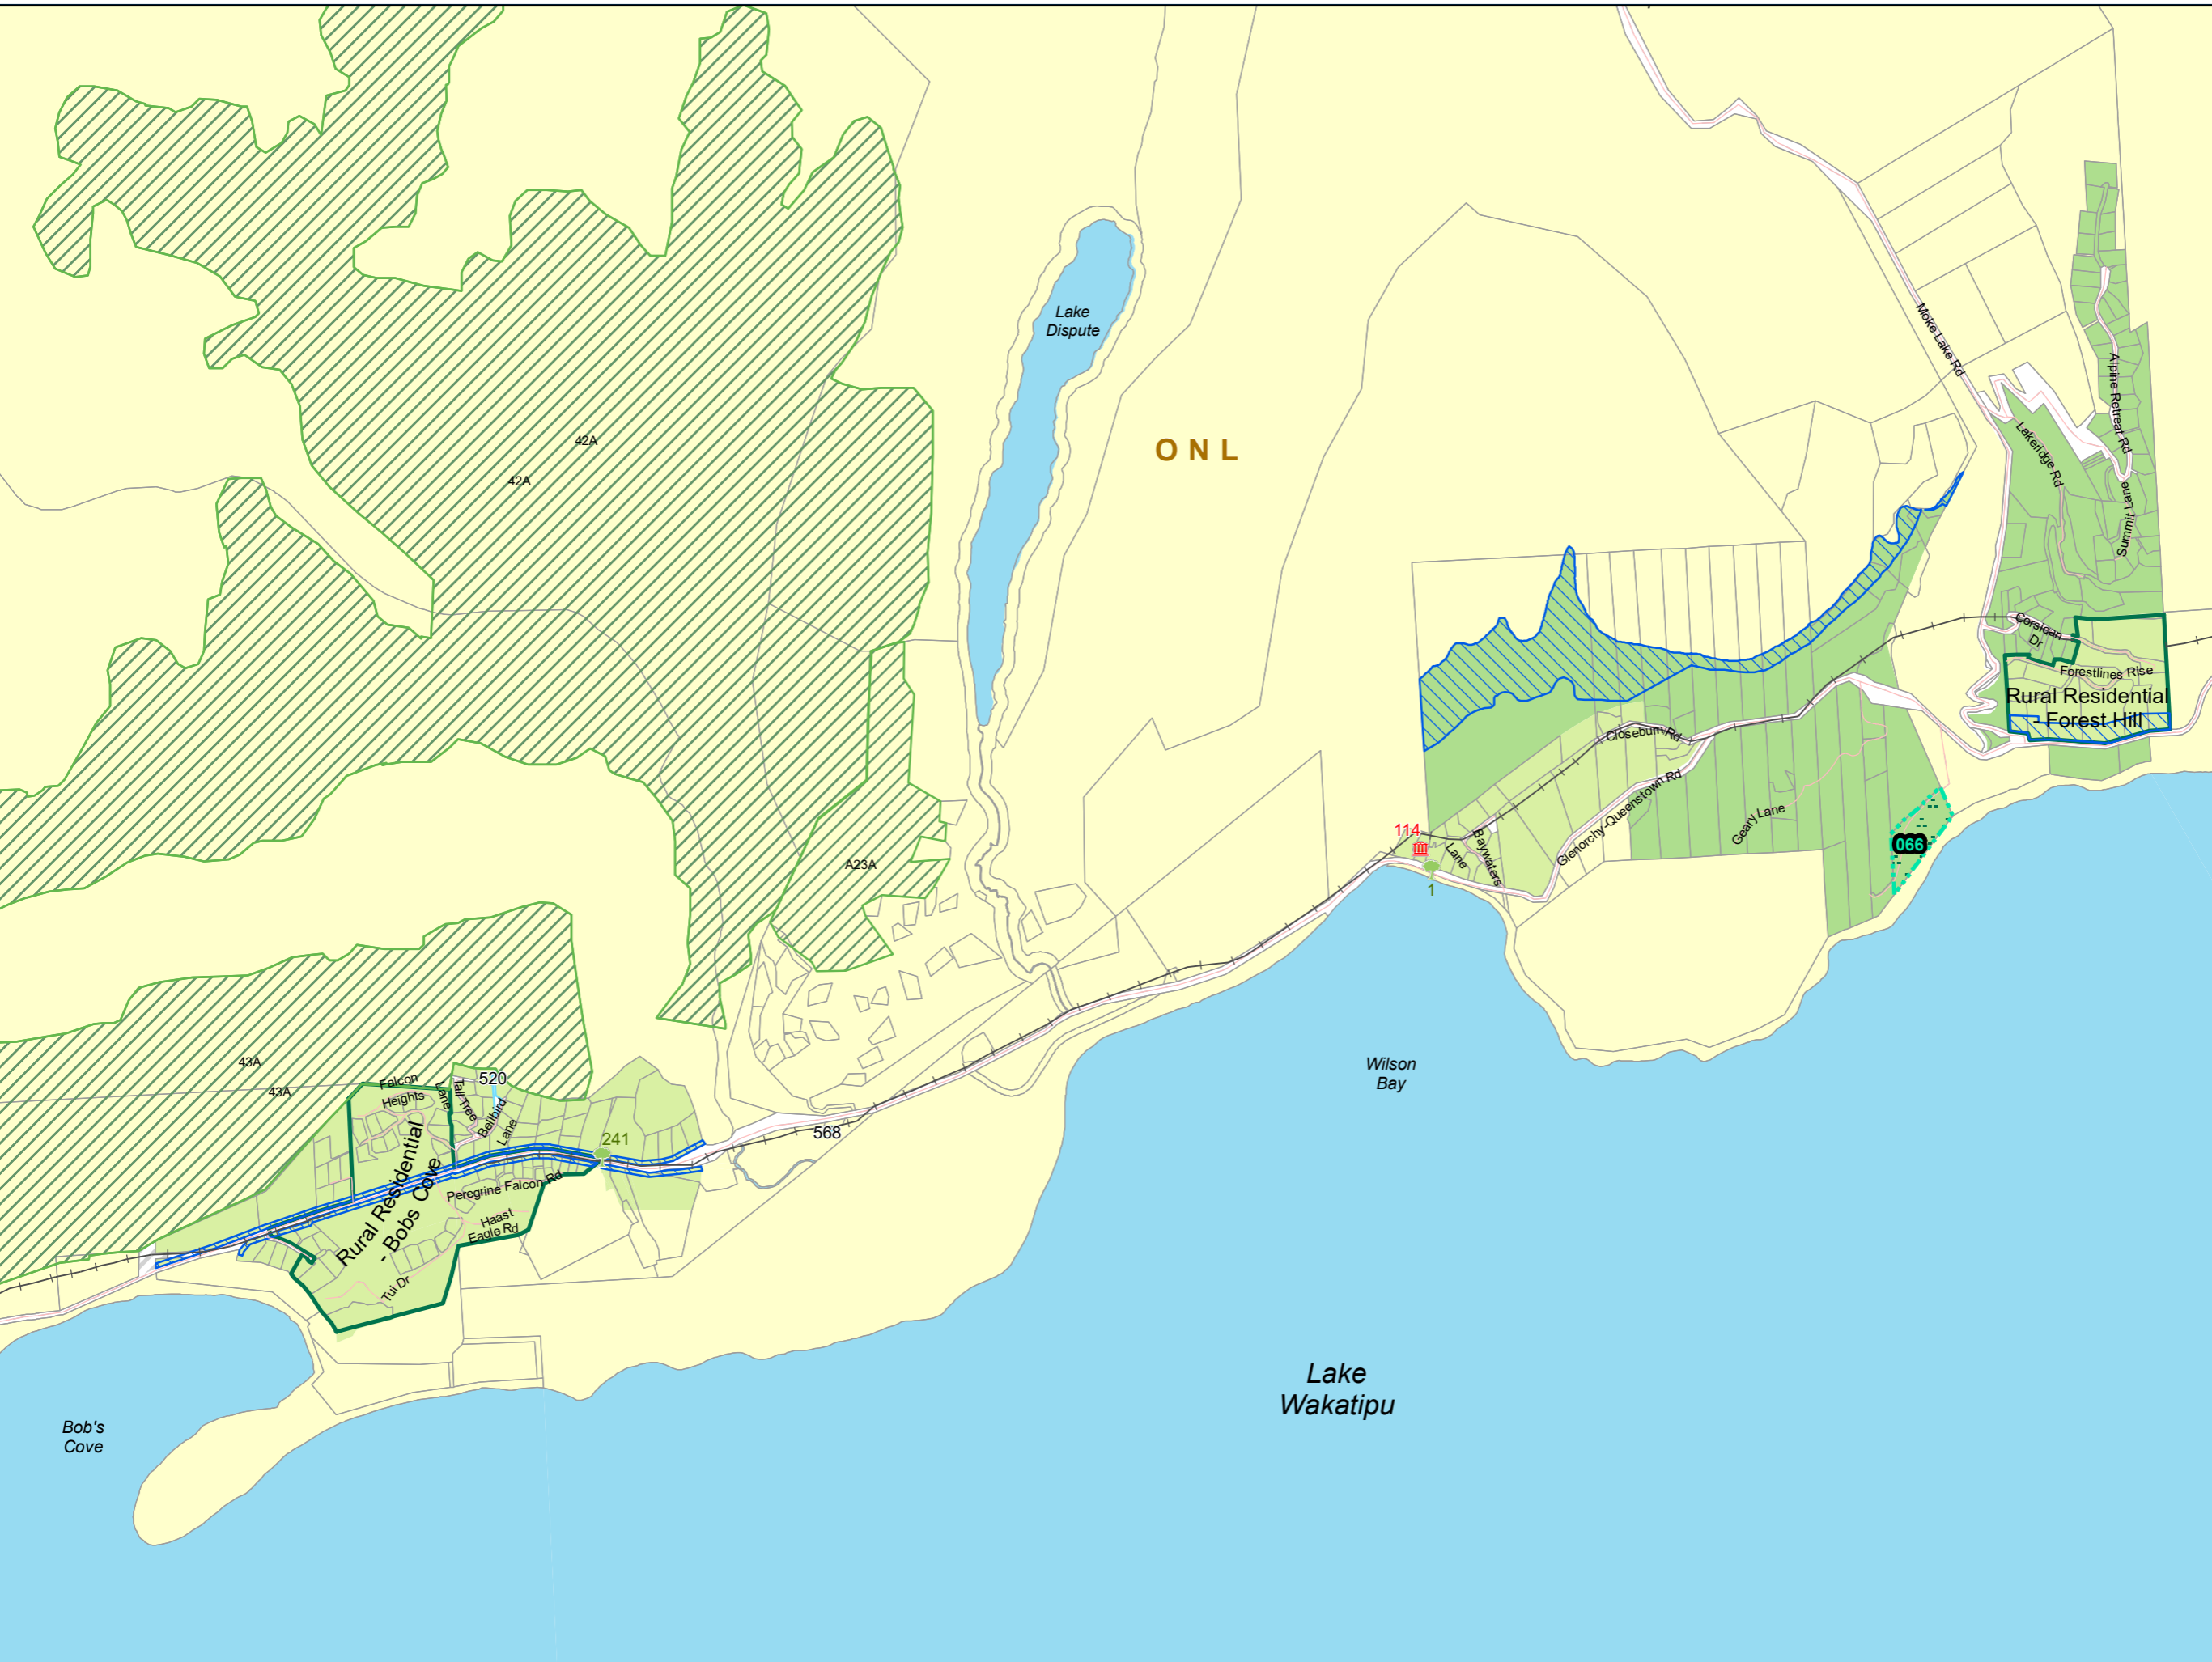 Lake
Dispute
O N L
42A
42A
Moke Lake Rd
Alpine Retreat Rd
Lakeridge Rd
Summit Lane
Corsican
Dr
Forestlines Rise
Rural Residential
- Forest Hill
Closeburn Rd
Glenorchy-Queenstown Rd
Geary Lane
066
114
Baywaters
Lane
1
A23A
Wilson
Bay
43A
43A
Falcon
Heights
Lane
Tall Tree
520
Bellbird
Lane
241
568
Rural Residential
- Bobs Cove
Peregrine Falcon Rd
Haast
Eagle Rd
Tui Dr
Lake
Wakatipu
Bob's
Cove